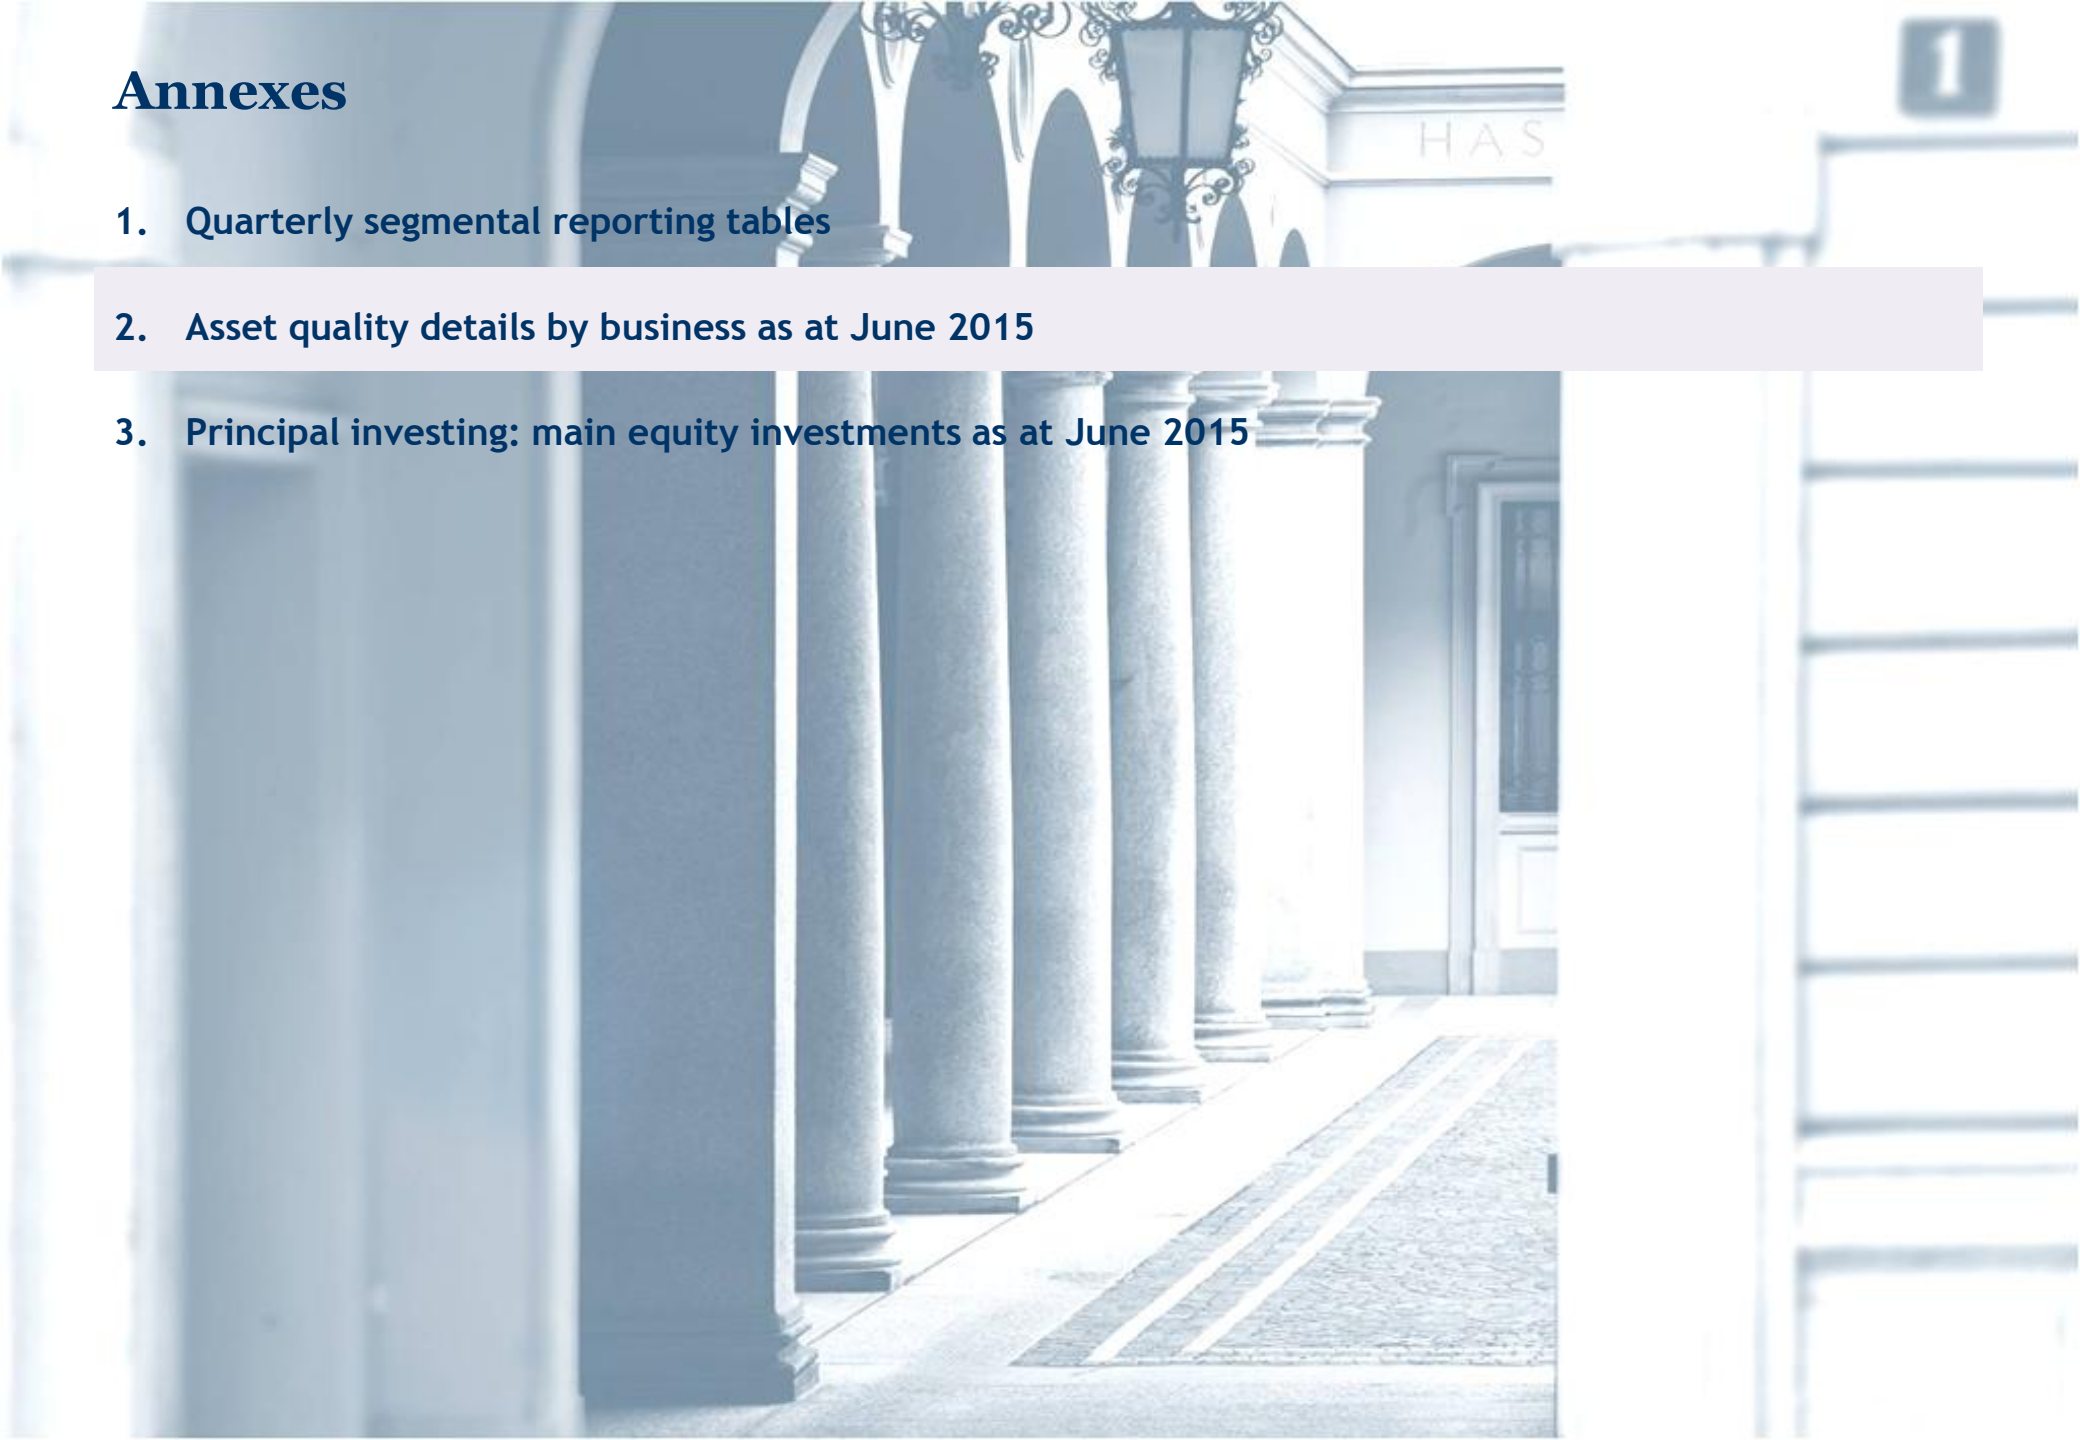 Annexes
1
HAS
1. Quarterly segmental reporting tables
2. Asset quality details by business as at June 2015
3. Principal investing: main equity investments as at June 2015